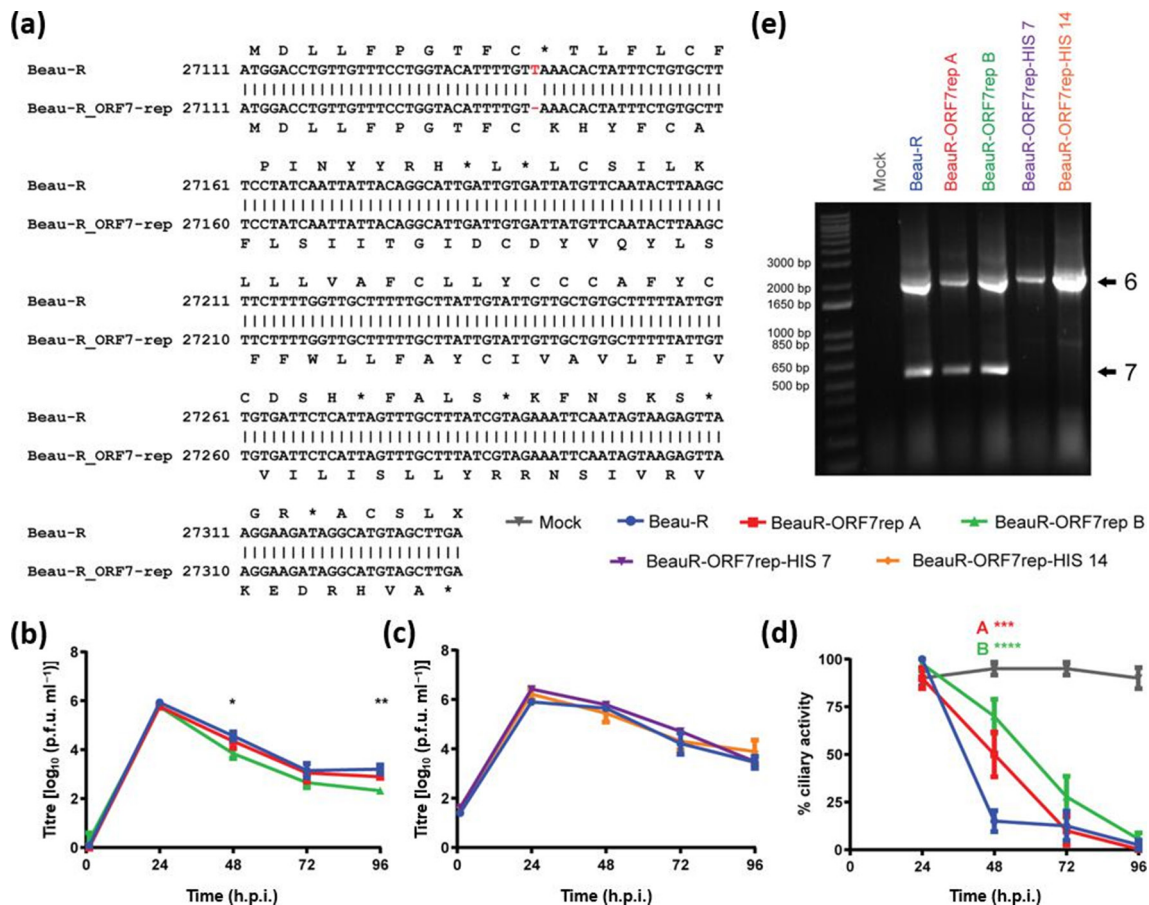 (a)
M D L L F P G T F C * T L F L C F
Beau-R 27111 ATGGACCTGTTGTTTCCTGGTACATTTTGTTAAACACTATTTCTGTGCTT
Beau-R_ORF7-rep 27111 ATGGACCTGTTGTTTCCTGGTACATTTTGT-AAACACTATTTCTGTGCTT
M D L L F P G T F C K H Y F C A
P I N Y Y R H * L * L C S I L K
Beau-R 27161 TCCTATCAATTATTACAGGCATTGATTGTGATTATGTTCAATACTTAAGC
Beau-R_ORF7-rep 27160 TCCTATCAATTATTACAGGCATTGATTGTGATTATGTTCAATACTTAAGC
F L S I I T G I D C D Y V Q Y L S
L L L V A F C L L Y C C C A F Y C
Beau-R 27211 TTCTTTTGGTTGCTTTTTGCTTATTGTATTGTTGCTGTGCTTTTTATTGT
Beau-R_ORF7-rep 27210 TTCTTTTGGTTGCTTTTTGCTTATTGTATTGTTGCTGTGCTTTTTATTGT
F F W L L F A Y C I V A V L F I V
C D S H * F A L S * K F N S K S *
Beau-R 27261 TGTGATTCTCATTAGTTTGCTTTATCGTAGAAATTCAATAGTAAGAGTTA
Beau-R_ORF7-rep 27260 TGTGATTCTCATTAGTTTGCTTTATCGTAGAAATTCAATAGTAAGAGTTA
V I L I S L L Y R R N S I V R V
G R * A C S L X
Beau-R 27311 AGGAAGATAGGCATGTAGCTTGA
Beau-R_ORF7-rep 27310 AGGAAGATAGGCATGTAGCTTGA
K E D R H V A *
(e)
Mock
Beau-R
BeauR-ORF7rep A
BeauR-ORF7rep B
BeauR-ORF7rep-HIS 7
BeauR-ORF7rep-HIS 14
3000 bp
2000 bp
1650 bp
1000 bp
850 bp
650 bp
500 bp
6
7
Mock Beau-R BeauR-ORF7rep A BeauR-ORF7rep B
BeauR-ORF7rep-HIS 7 BeauR-ORF7rep-HIS 14
(b)
Titre [log₁₀ (p.f.u. ml⁻¹)]
8
6
4
2
0
* **
0 24 48 72 96
Time (h.p.i.)
(c)
Titre [log₁₀ (p.f.u. ml⁻¹)]
8
6
4
2
0
0 24 48 72 96
Time (h.p.i.)
(d)
A ***
B ****
% ciliary activity
100
75
50
25
0
0 24 48 72 96
Time (h.p.i.)